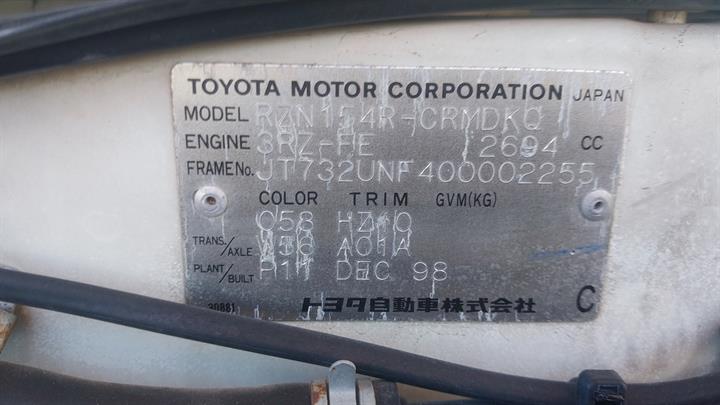 TOYOTA MOTOR CORPORATION JAPAN
MODEL RZN154R-CRMDKQ
ENGINE 3RZ-FE 2694 CC
FRAME No. JT732UNF400002255
COLOR TRIM GVM(KG)
058 HZ10
TRANS./AXLE W56 A01A
PLANT/BUILT P11 DEC 98
30881 トヨタ自動車株式会社 C